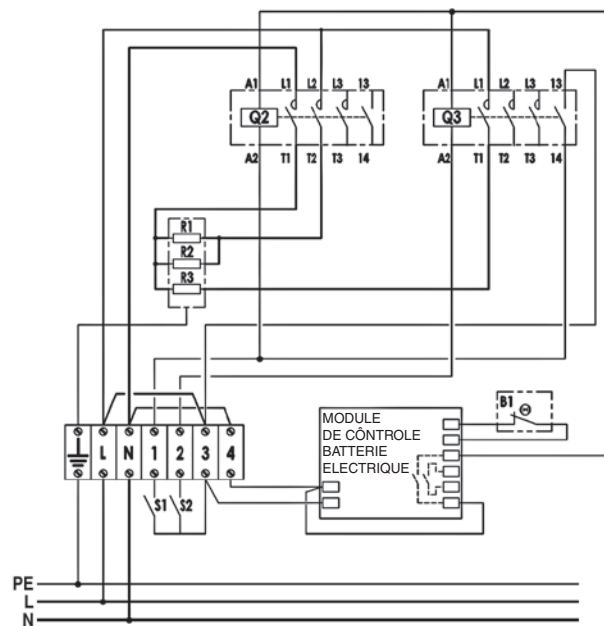 A1 L1 L2 L3 13
A1 L1 L2 L3 13
Q2
Q3
A2 T1 T2 T3 14
A2 T1 T2 T3 14
R1
R2
R3
L N 1 2 3 4
MODULE
DE CÔNTROLE
BATTERIE
ELECTRIQUE
B1
S1 S2
PE
L
N